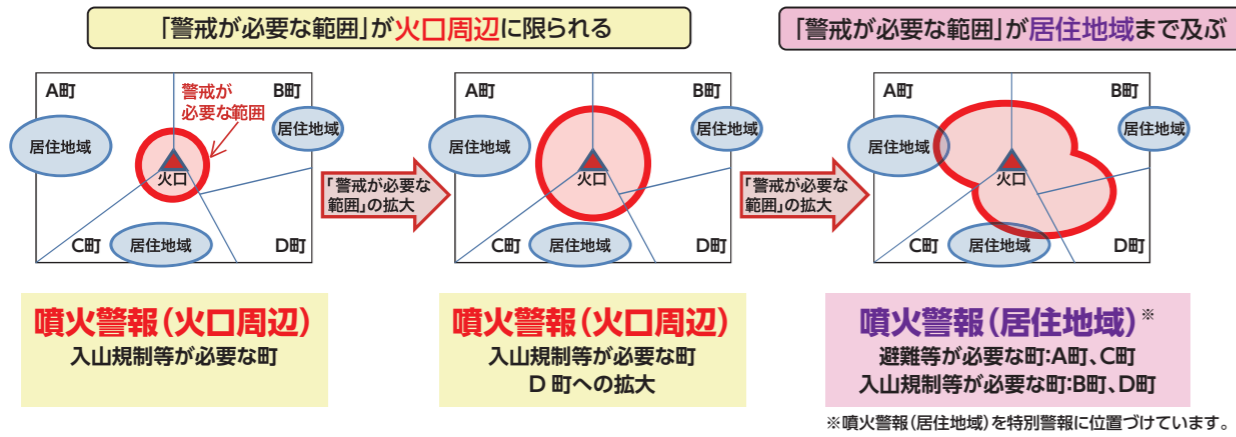 「警戒が必要な範囲」が火口周辺に限られる
「警戒が必要な範囲」が居住地域まで及ぶ
A町
B町
警戒が
必要な範囲
居住地域
居住地域
火口
C町
居住地域
D町
「警戒が必要な
範囲」の拡大
A町
B町
居住地域
居住地域
火口
C町
居住地域
D町
「警戒が必要な
範囲」の拡大
A町
B町
居住地域
居住地域
火口
C町
居住地域
D町
噴火警報(火口周辺)
入山規制等が必要な町
噴火警報(火口周辺)
入山規制等が必要な町
D 町への拡大
噴火警報(居住地域)※
避難等が必要な町:A町、C町
入山規制等が必要な町:B町、D町
※噴火警報(居住地域)を特別警報に位置づけています。